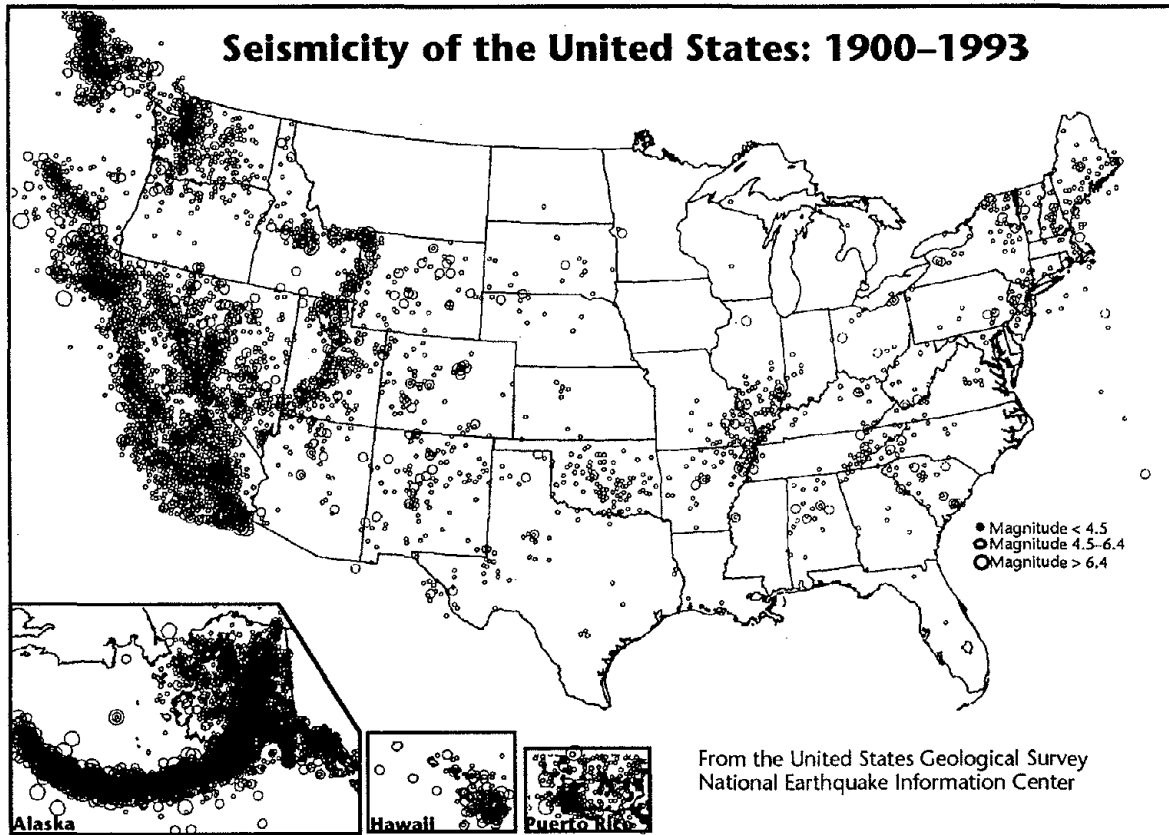 Seismicity of the United States: 1900–1993
Magnitude < 4.5
Magnitude 4.5–6.4
Magnitude > 6.4
From the United States Geological Survey
National Earthquake Information Center
Alaska
Hawaii
Puerto Rico